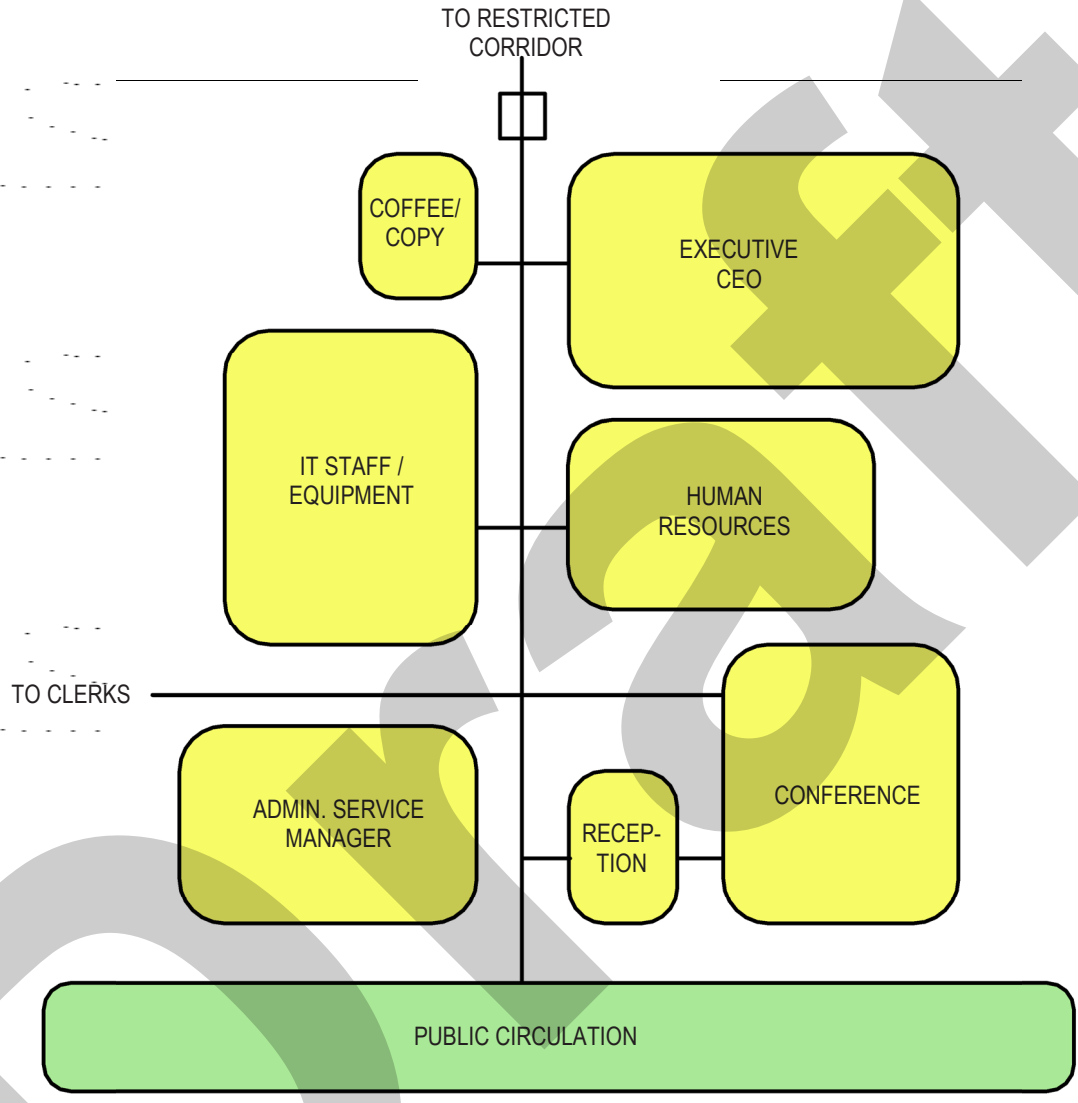 TO RESTRICTED
CORRIDOR
COFFEE/
COPY
EXECUTIVE
CEO
IT STAFF /
EQUIPMENT
HUMAN
RESOURCES
TO CLERKS
ADMIN. SERVICE
MANAGER
RECEP-
TION
CONFERENCE
PUBLIC CIRCULATION
Draft